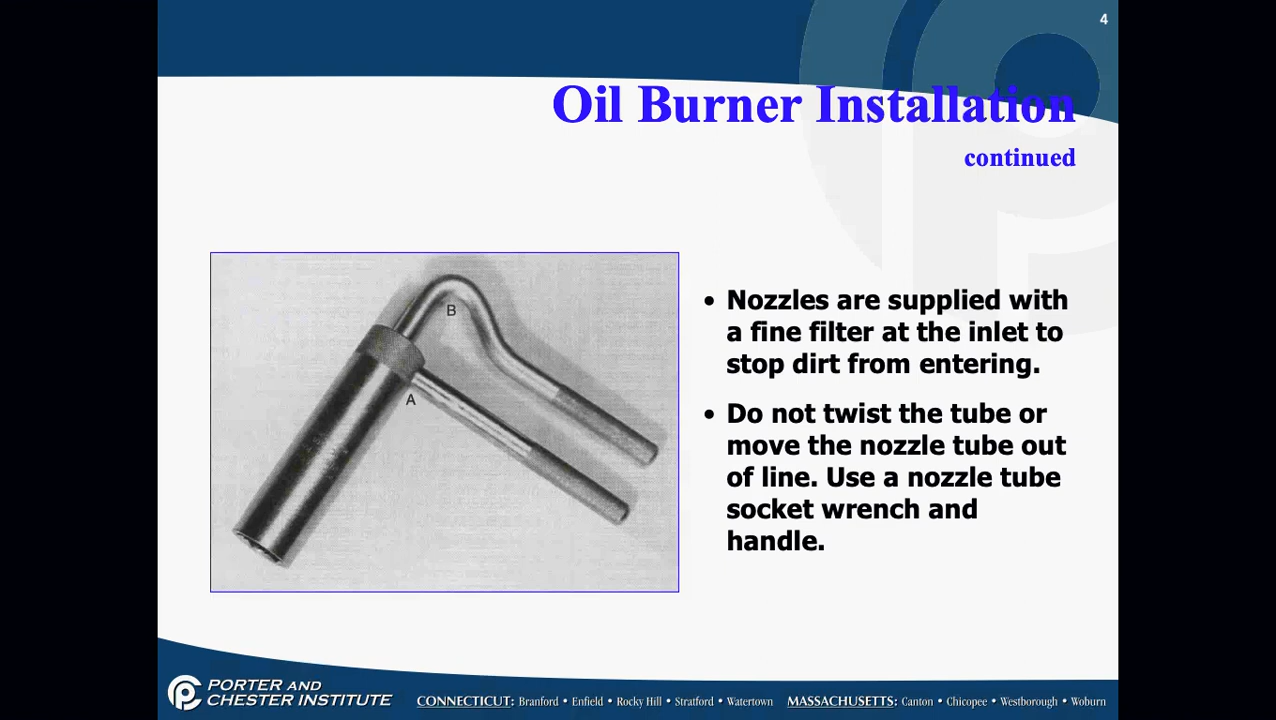 4
Oil Burner Installation
continued
B
A
• Nozzles are supplied with
a fine filter at the inlet to
stop dirt from entering.
• Do not twist the tube or
move the nozzle tube out
of line. Use a nozzle tube
socket wrench and
handle.
PORTER AND
CHESTER INSTITUTE
CONNECTICUT: Branford • Enfield • Rocky Hill • Stratford • Watertown MASSACHUSETTS: Canton • Chicopee • Westborough • Woburn